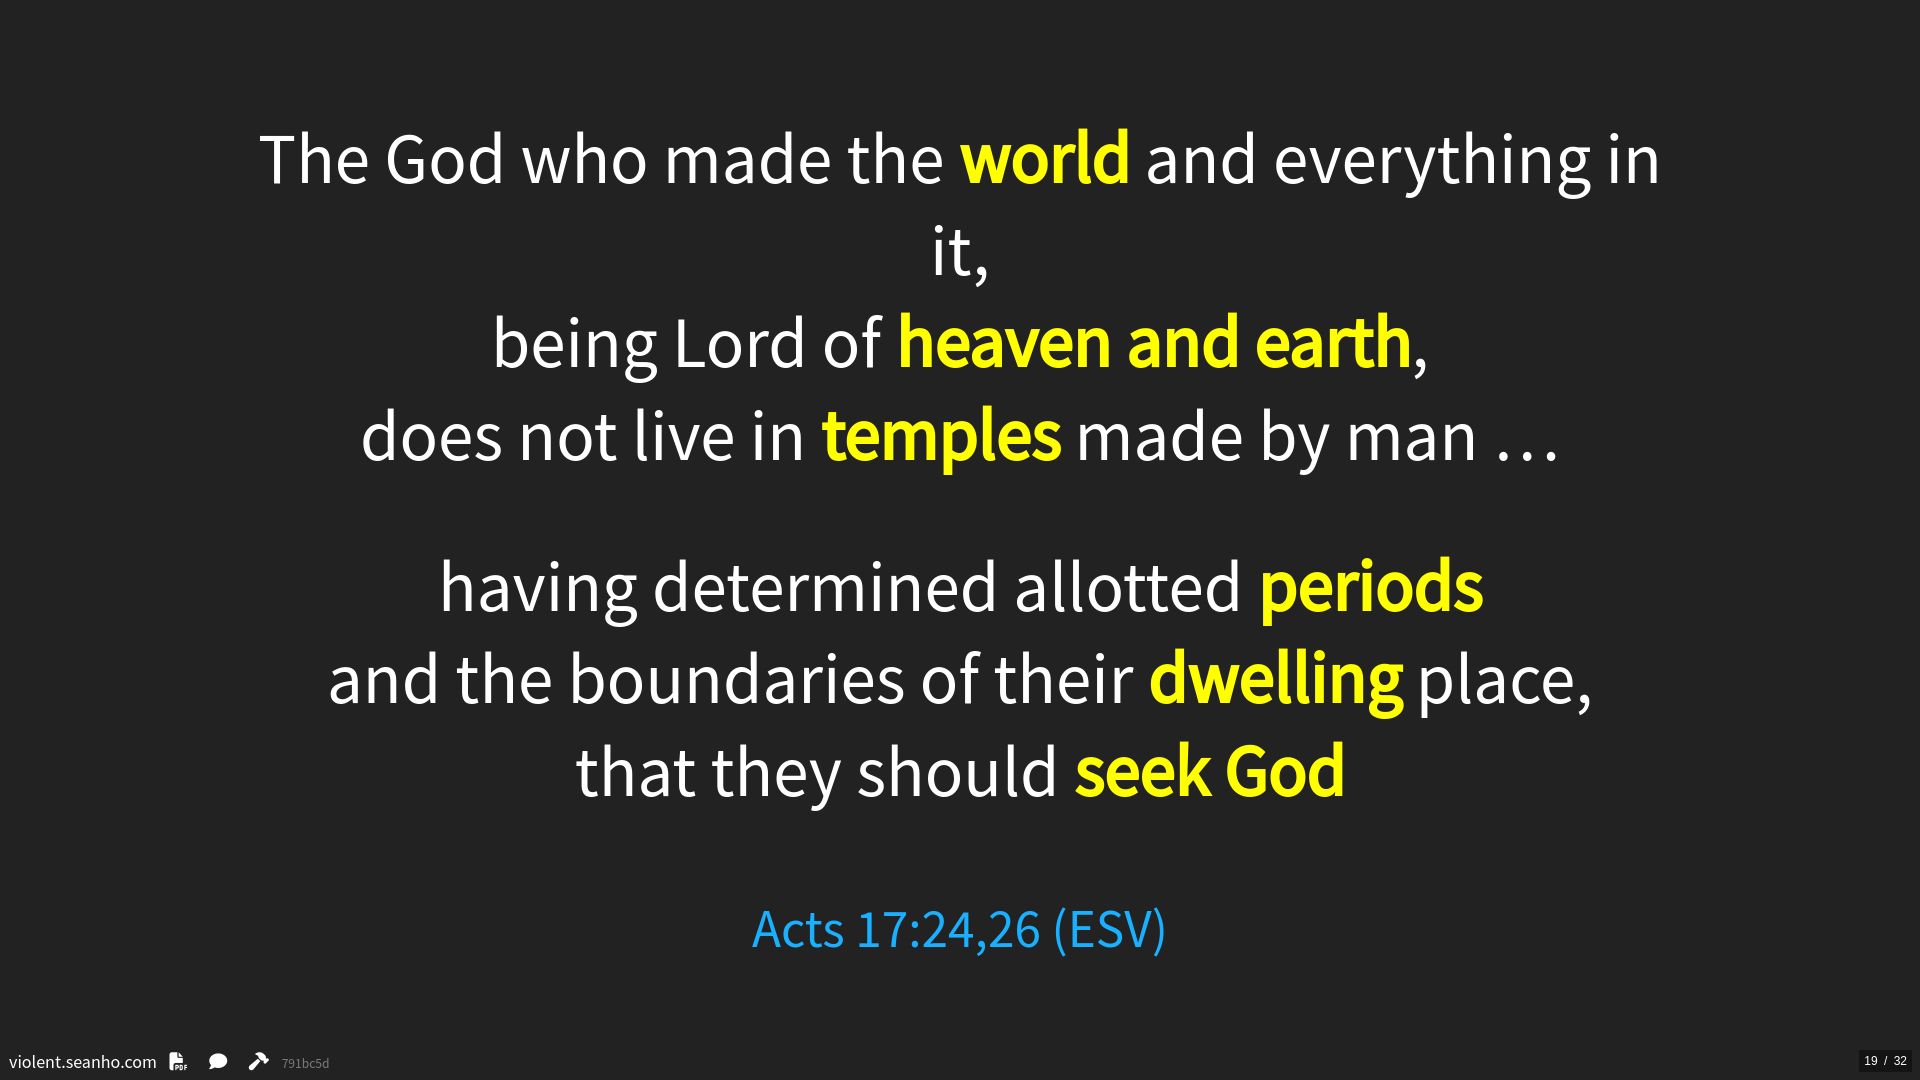 The God who made the world and everything in
it,
being Lord of heaven and earth,
does not live in temples made by man …
having determined allotted periods
and the boundaries of their dwelling place,
that they should seek God
Acts 17:24,26 (ESV)
violent.seanho.com PDF 791bc5d
19 / 32